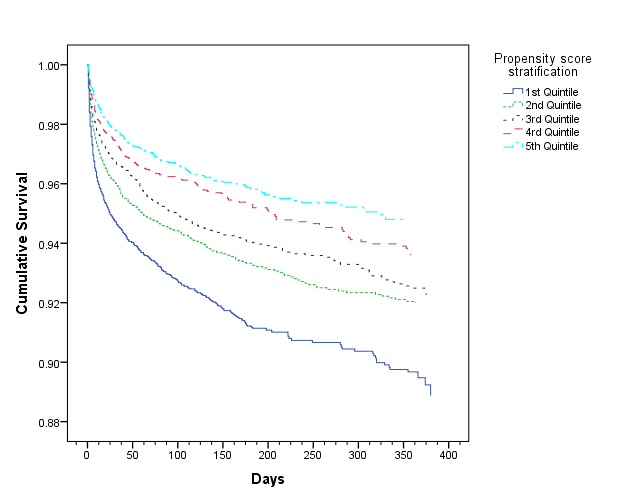 Propensity score
stratification
1st Quintile
2nd Quintile
3rd Quintile
4rd Quintile
5th Quintile
Cumulative Survival
1.00
0.98
0.96
0.94
0.92
0.90
0.88
0 50 100 150 200 250 300 350 400
Days